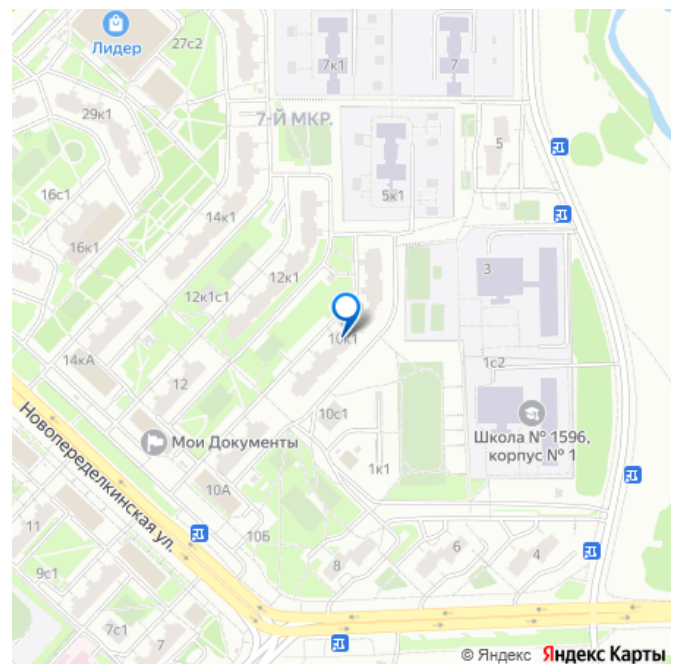 Лидер
27с2
7к1
7
29к1
7-Й МКР.
5
16с1
5к1
14к1
16к1
12к1
3
12к1с1
10к1
14кА
1с2
12
10с1
Мои Документы
Школа № 1596,
корпус № 1
1к1
Новопеределкинская ул.
10А
10Б
11
6
4
8
9с1
7с1
7
© Яндекс Яндекс Карты